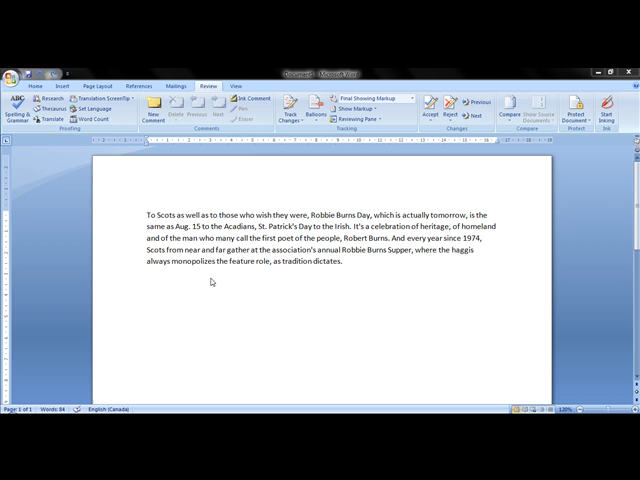 Document1 - Microsoft Word
Home Insert Page Layout References Mailings Review View
ABC
Spelling & Grammar
Research
Thesaurus
Translate
Translation ScreenTip
Set Language
Word Count
Proofing
New Comment
Delete
Previous
Next
Comments
Ink Comment
Pen
Eraser
Track Changes
Balloons
Final Showing Markup
Show Markup
Reviewing Pane
Tracking
Accept
Reject
Previous
Next
Changes
Compare
Show Source Documents
Compare
Protect Document
Protect
Start Inking
Ink
To Scots as well as to those who wish they were, Robbie Burns Day, which is actually tomorrow, is the
same as Aug. 15 to the Acadians, St. Patrick's Day to the Irish. It's a celebration of heritage, of homeland
and of the man who many call the first poet of the people, Robert Burns. And every year since 1974,
Scots from near and far gather at the association's annual Robbie Burns Supper, where the haggis
always monopolizes the feature role, as tradition dictates.
Page: 1 of 1 Words: 84 English (Canada) 120%